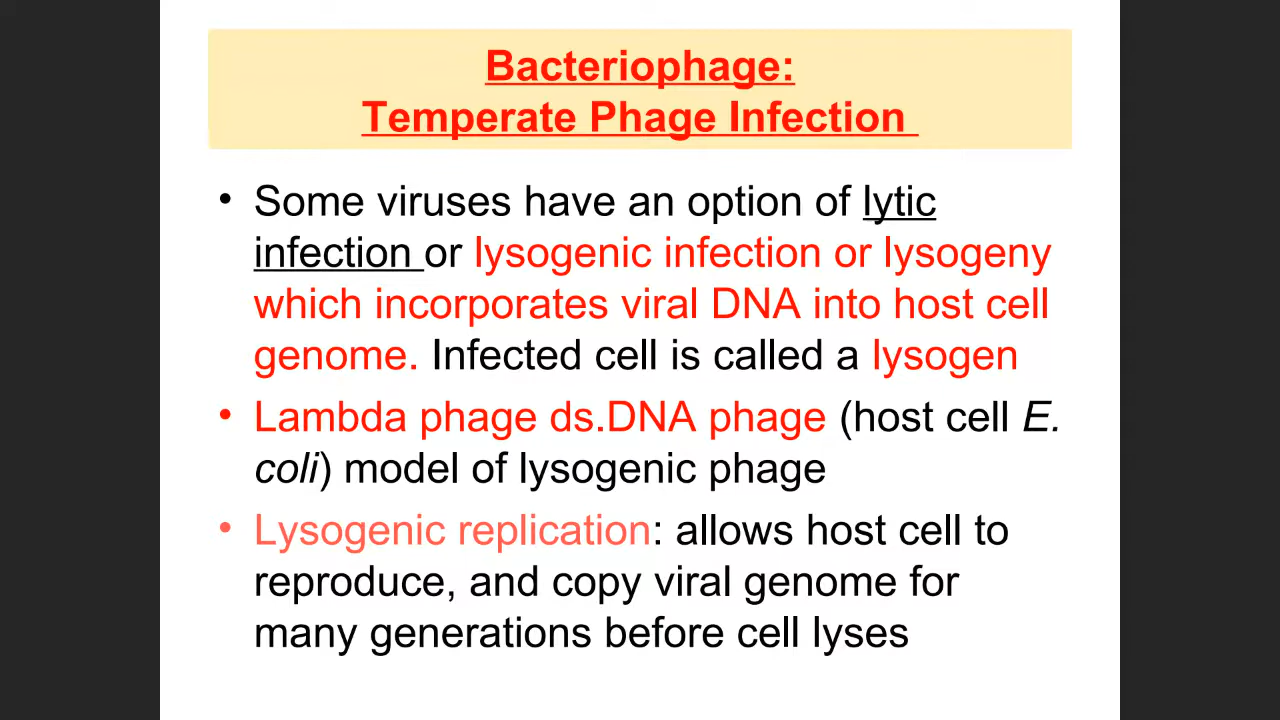 Bacteriophage:
Temperate Phage Infection
• Some viruses have an option of lytic
infection or lysogenic infection or lysogeny
which incorporates viral DNA into host cell
genome. Infected cell is called a lysogen
• Lambda phage ds.DNA phage (host cell E.
coli) model of lysogenic phage
• Lysogenic replication: allows host cell to
reproduce, and copy viral genome for
many generations before cell lyses